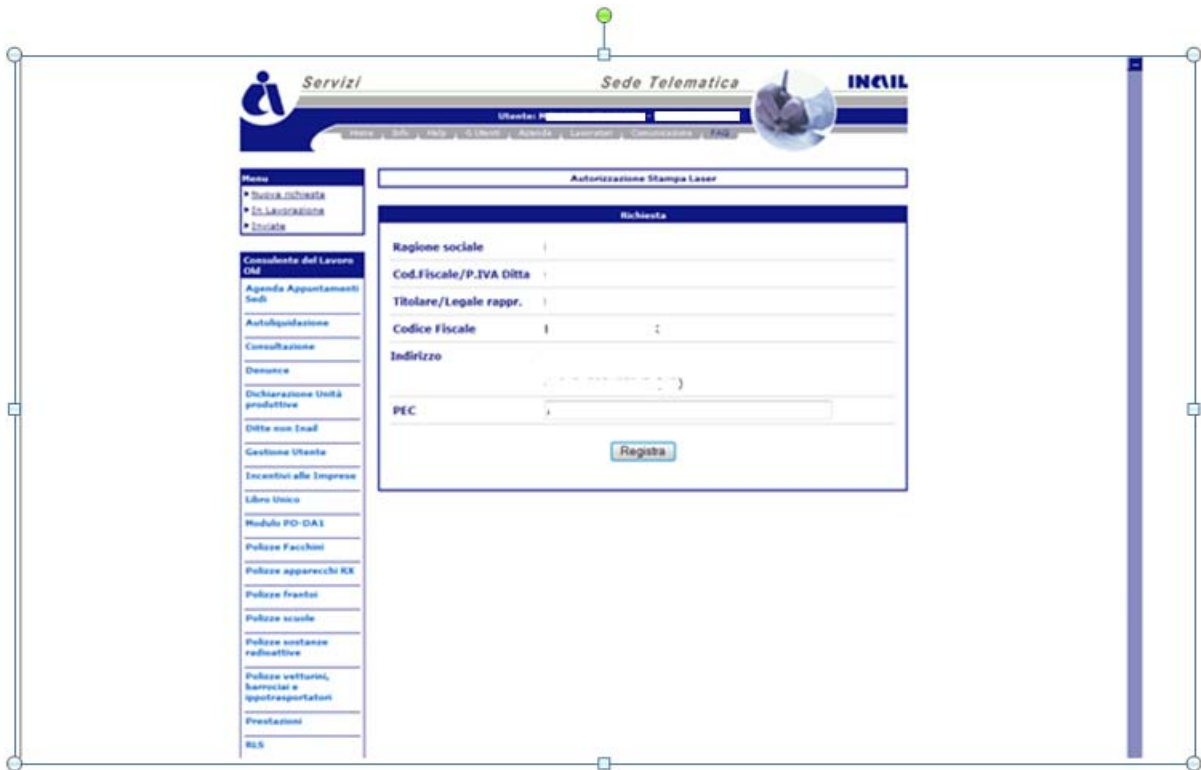 Servizi
Sede Telematica
INAIL
Utente: M
-
Home Info Help G.Utenti Azienda Lavoratori Comunicazione FAQ
Menu
Nuova richiesta
In Lavorazione
Inviate
Consulente del Lavoro
Old
Agenda Appuntamenti
Sedi
Autoliquidazione
Consultazione
Denunce
Dichiarazione Unità
produttive
Ditte non Inail
Gestione Utente
Incentivi alle Imprese
Libro Unico
Modulo PD-DA1
Polizze Facchini
Polizze apparecchi RX
Polizze frantoi
Polizze scuole
Polizze sostanze
radioattive
Polizze vetturini,
barrociai e
ippotrasportatori
Prestazioni
RLS
Autorizzazione Stampa Laser
Richiesta
Ragione sociale
Cod.Fiscale/P.IVA Ditta
Titolare/Legale rappr.
Codice Fiscale
Indirizzo
PEC
Registra